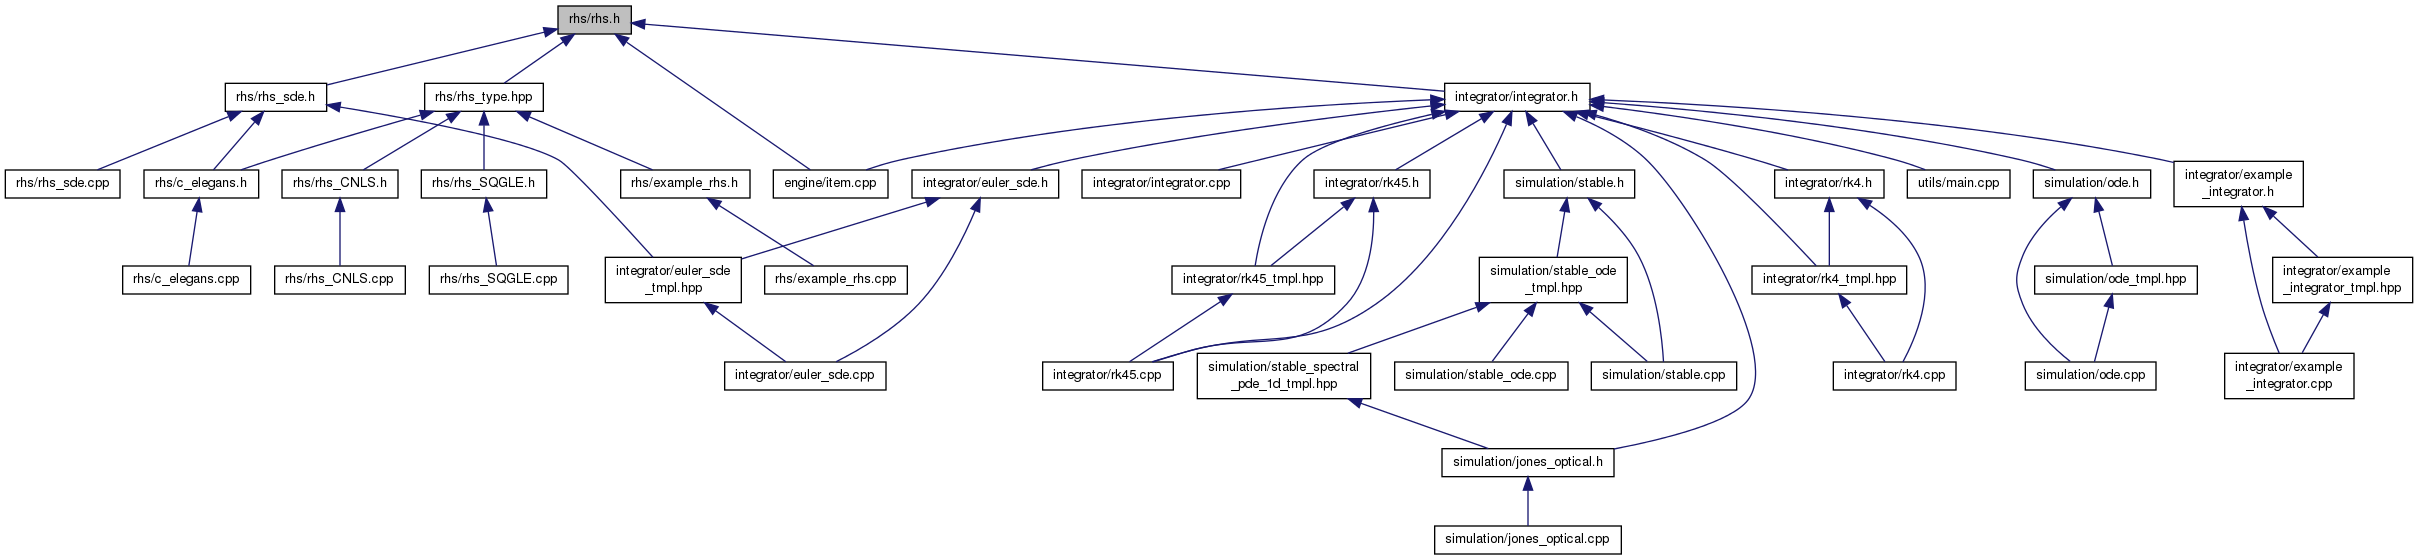 rhs/rhs.h
rhs/rhs_sde.h
rhs/rhs_type.hpp
integrator/integrator.h
rhs/rhs_sde.cpp
rhs/c_elegans.h
rhs/rhs_CNLS.h
rhs/rhs_SQGLE.h
rhs/example_rhs.h
engine/item.cpp
integrator/euler_sde.h
integrator/integrator.cpp
integrator/rk45.h
simulation/stable.h
integrator/rk4.h
utils/main.cpp
simulation/ode.h
integrator/example
_integrator.h
rhs/c_elegans.cpp
rhs/rhs_CNLS.cpp
rhs/rhs_SQGLE.cpp
integrator/euler_sde
_tmpl.hpp
rhs/example_rhs.cpp
integrator/rk45_tmpl.hpp
simulation/stable_ode
_tmpl.hpp
integrator/rk4_tmpl.hpp
simulation/ode_tmpl.hpp
integrator/example
_integrator_tmpl.hpp
integrator/euler_sde.cpp
integrator/rk45.cpp
simulation/stable_spectral
_pde_1d_tmpl.hpp
simulation/stable_ode.cpp
simulation/stable.cpp
integrator/rk4.cpp
simulation/ode.cpp
integrator/example
_integrator.cpp
simulation/jones_optical.h
simulation/jones_optical.cpp